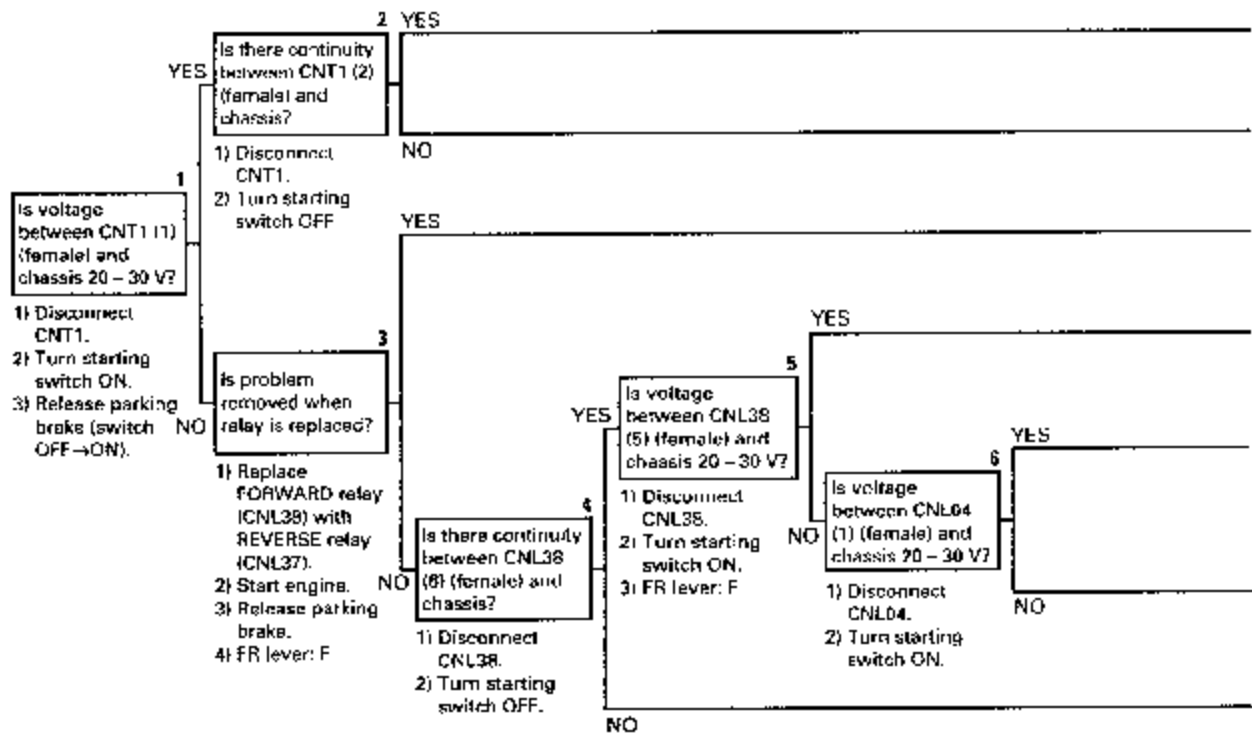 1
Is voltage
between CNT1 (1)
(female) and
chassis 20 – 30 V?
1) Disconnect
CNT1.
2) Turn starting
switch ON.
3) Release parking
brake (switch
OFF→ON).
YES
2
Is there continuity
between CNT1 (2)
(female) and
chassis?
1) Disconnect
CNT1.
2) Turn starting
switch OFF
YES
NO
NO
3
Is problem
removed when
relay is replaced?
1) Replace
FORWARD relay
(CNL38) with
REVERSE relay
(CNL37).
2) Start engine.
3) Release parking
brake.
4) FR lever: F
YES
NO
4
Is there continuity
between CNL38
(6) (female) and
chassis?
1) Disconnect
CNL38.
2) Turn starting
switch OFF.
YES
5
Is voltage
between CNL38
(5) (female) and
chassis 20 – 30 V?
1) Disconnect
CNL38.
2) Turn starting
switch ON.
3) FR lever: F
YES
NO
6
Is voltage
between CNL04
(1) (female) and
chassis 20 – 30 V?
1) Disconnect
CNL04.
2) Turn starting
switch ON.
YES
NO
NO